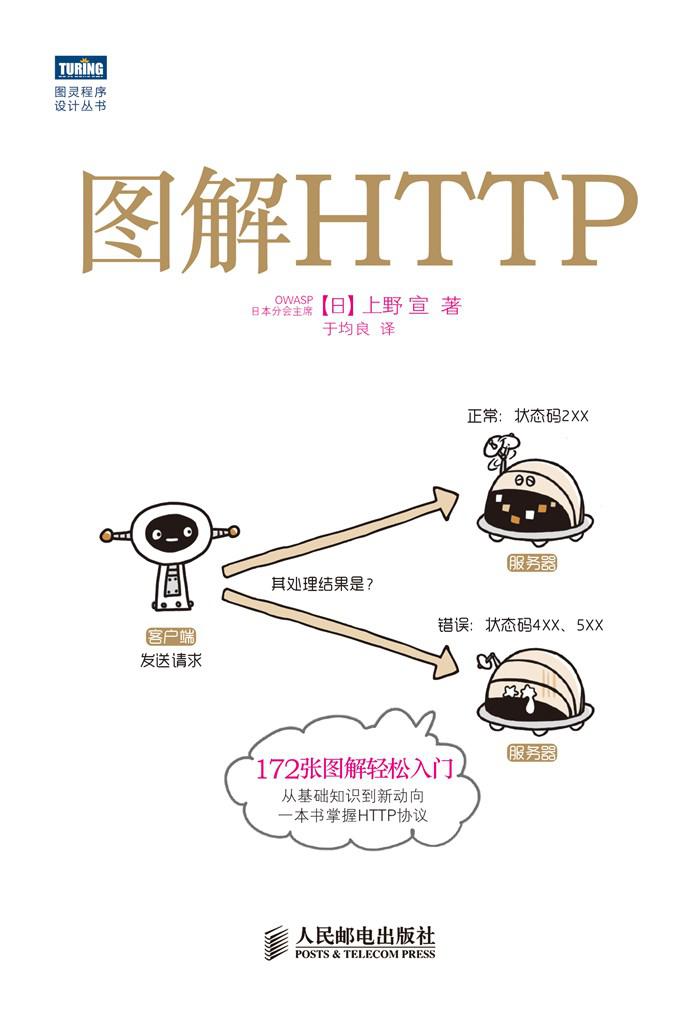 TURING
图灵程序
设计丛书
图解HTTP
OWASP
日本分会主席
【日】上野 宣 著
于均良 译
正常：状态码2XX
服务器
其处理结果是？
客户端
发送请求
错误：状态码4XX、5XX
服务器
172张图解轻松入门
从基础知识到新动向
一本书掌握HTTP协议
人民邮电出版社
POSTS & TELECOM PRESS